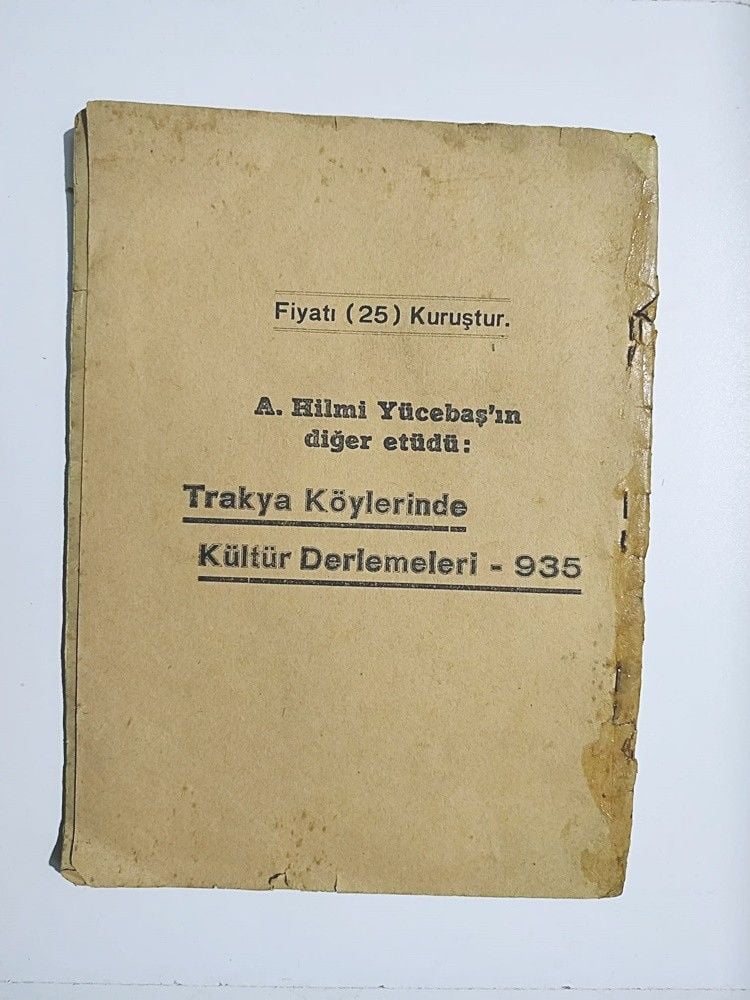 Fiyatı (25) Kuruştur.
A. Hilmi Yücebaş'ın
diğer etüdü:
Trakya Köylerinde
Kültür Derlemeleri - 935